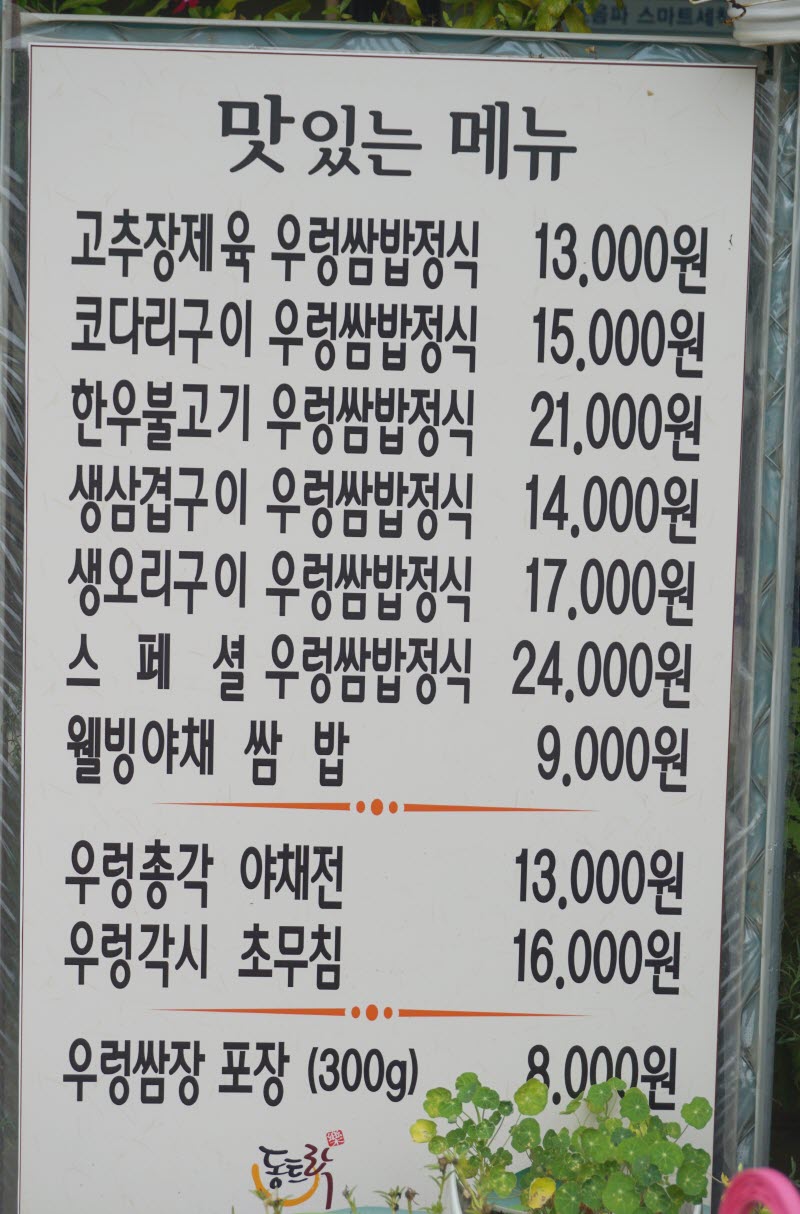 스마트세
맛있는 메뉴
고추장제육 우렁쌈밥정식 13,000원
코다리구이 우렁쌈밥정식 15,000원
한우불고기 우렁쌈밥정식 21,000원
생삼겹구이 우렁쌈밥정식 14,000원
생오리구이 우렁쌈밥정식 17,000원
스 페 셜 우렁쌈밥정식 24,000원
웰빙야채 쌈 밥 9,000원
우렁총각 야채전 13,000원
우렁각시 초무침 16,000원
우렁쌈장 포장 (300g) 8,000원
동트락